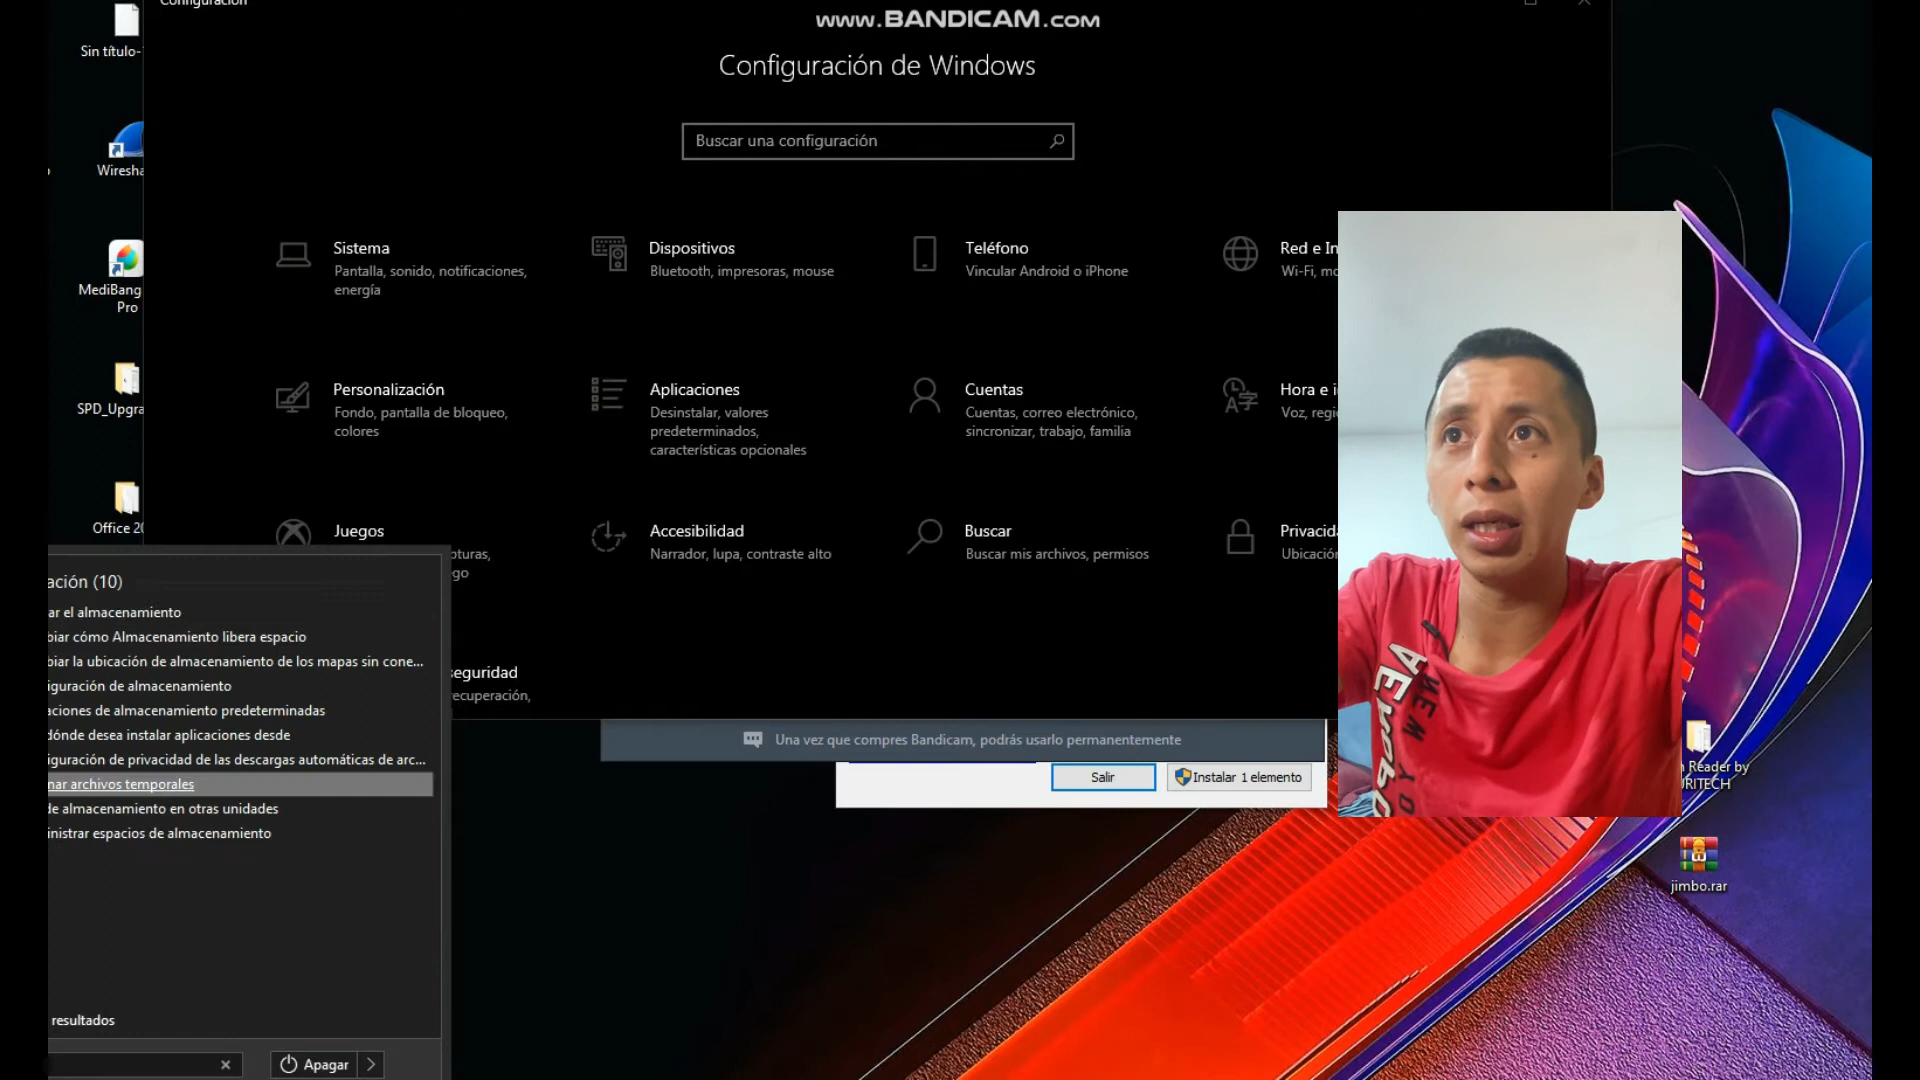 Configuración
www.BANDICAM.com
Configuración de Windows
Buscar una configuración
Sin título-
Wiresha
MediBang
Pro
SPD_Upgra
Office 20
Sistema
Pantalla, sonido, notificaciones,
energía
Dispositivos
Bluetooth, impresoras, mouse
Teléfono
Vincular Android o iPhone
Red e In
Wi-Fi, mo
Personalización
Fondo, pantalla de bloqueo,
colores
Aplicaciones
Desinstalar, valores
predeterminados,
características opcionales
Cuentas
Cuentas, correo electrónico,
sincronizar, trabajo, familia
Hora e i
Voz, regi
Juegos
pturas,
go
Accesibilidad
Narrador, lupa, contraste alto
Buscar
Buscar mis archivos, permisos
Privacida
Ubicación
seguridad
ecuperación,
ación (10)
ar el almacenamiento
biar cómo Almacenamiento libera espacio
biar la ubicación de almacenamiento de los mapas sin cone...
iguración de almacenamiento
aciones de almacenamiento predeterminadas
dónde desea instalar aplicaciones desde
iguración de privacidad de las descargas automáticas de arc...
nar archivos temporales
de almacenamiento en otras unidades
inistrar espacios de almacenamiento
resultados
Apagar
Una vez que compres Bandicam, podrás usarlo permanentemente
Salir
Instalar 1 elemento
Reader by
RITECH
jimbo.rar
NEW